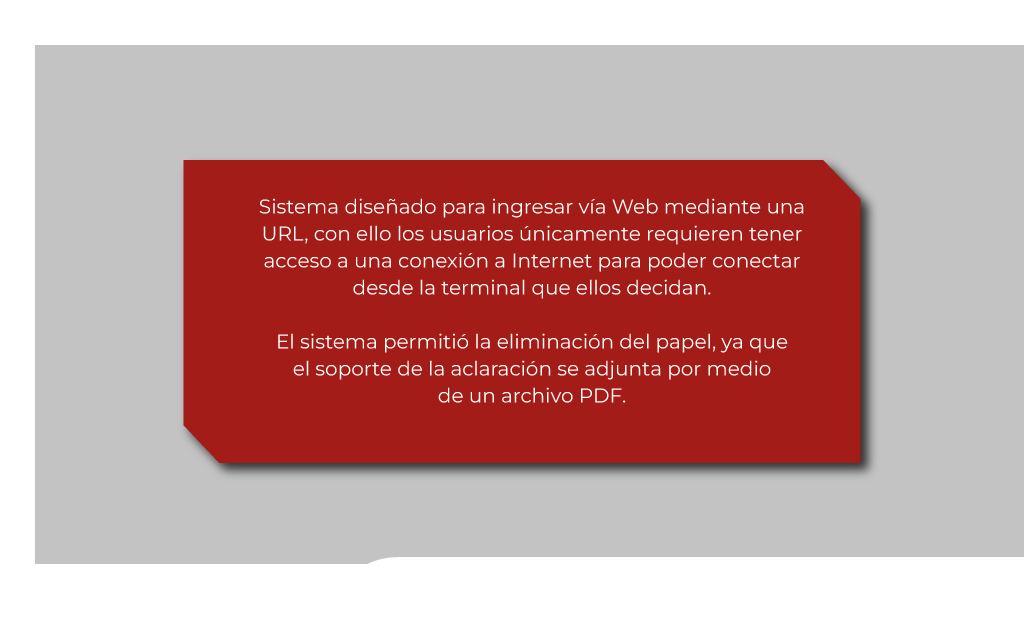 Sistema diseñado para ingresar vía Web mediante una
URL, con ello los usuarios únicamente requieren tener
acceso a una conexión a Internet para poder conectar
desde la terminal que ellos decidan.
El sistema permitió la eliminación del papel, ya que
el soporte de la aclaración se adjunta por medio
de un archivo PDF.